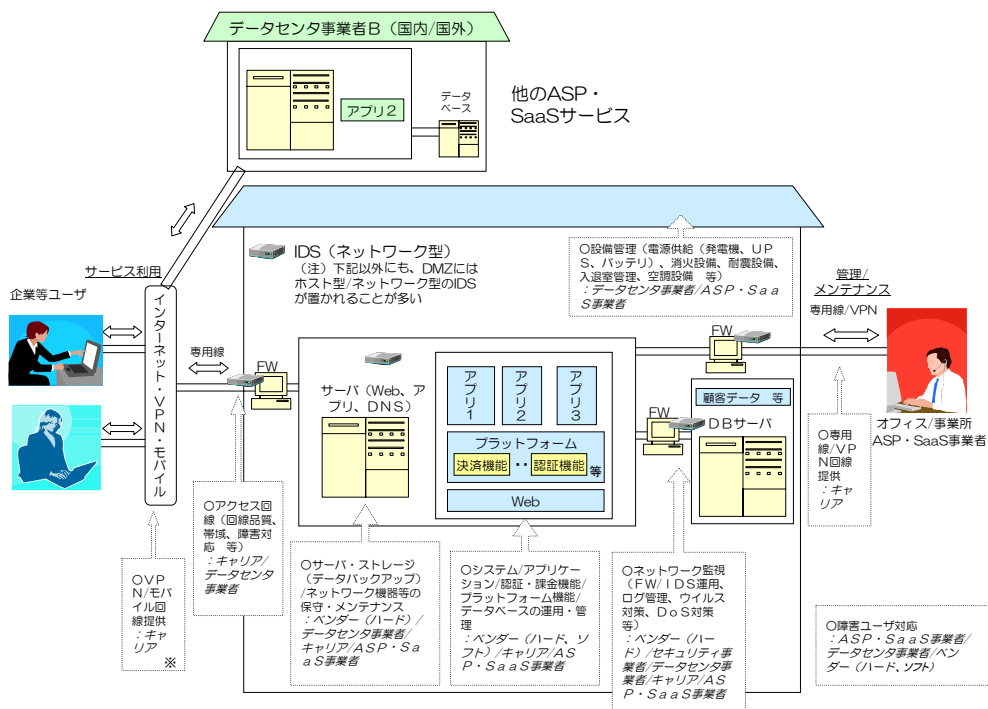 データセンタ事業者B（国内/国外）
アプリ2
データ
ベース
他のASP・
SaaSサービス
IDS（ネットワーク型）
（注）下記以外にも、DMZには
ホスト型/ネットワーク型のIDS
が置かれることが多い
○設備管理（電源供給（発電機、UP
S、バッテリ）、消火設備、耐震設備、
入退室管理、空調設備　等）
：データセンタ事業者/ASP・Saa
S事業者
サービス利用
企業等ユーザ
インターネット・VPN・モバイル
専用線
FW
サーバ（Web、ア
プリ、DNS）
アプリ1
アプリ2
アプリ3
プラットフォーム
決済機能
・・
認証機能
等
Web
FW
FW
顧客データ　等
DBサーバ
管理/
メンテナンス
専用線/VPN
オフィス/事業所
ASP・SaaS事業者
○専用
線/VP
N回線
提供
：キャ
リア
○アクセス回
線（回線品質、
帯域、障害対
応　等）
：キャリア/
データセンタ
事業者
○VP
N/モバ
イル回
線提供
：キャ
リア
※
○サーバ・ストレージ
（データバックアップ）
/ネットワーク機器等の
保守・メンテナンス
：ベンダー（ハード）/
データセンタ事業者/
キャリア/ASP・Sa
aS事業者
○システム/アプリケー
ション/認証・課金機能/
プラットフォーム機能/
データベースの運用・管
理
：ベンダー（ハード、ソ
フト）/キャリア/AS
P・SaaS事業者
○ネットワーク監視
（FW/IDS運用、
ログ管理、ウイルス
対策、DoS対策
等）
：ベンダー（ハー
ド）/セキュリティ事
業者/データセンタ事
業者/キャリア/AS
P・SaaS事業者
○障害ユーザ対応
：ASP・SaaS事業者/
データセンタ事業者/ベン
ダー（ハード、ソフト）